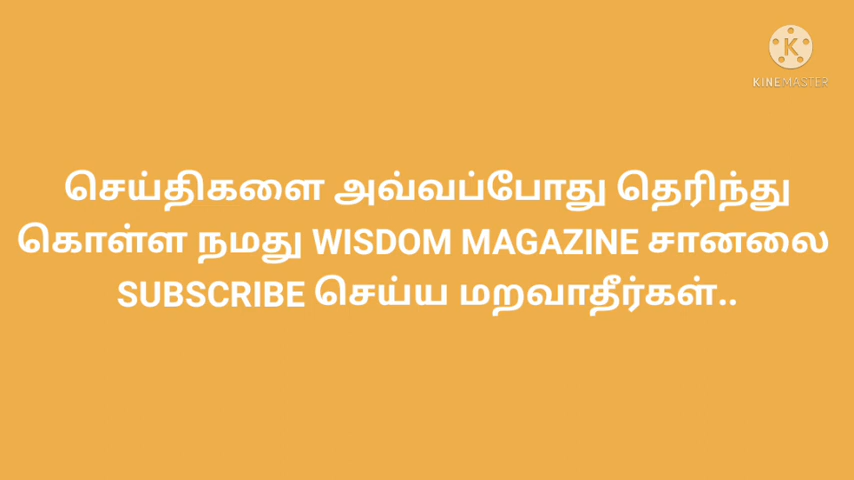 KINEMASTER
செய்திகளை அவ்வப்போது தெரிந்து
கொள்ள நமது WISDOM MAGAZINE சானலை
SUBSCRIBE செய்ய மறவாதீர்கள்..